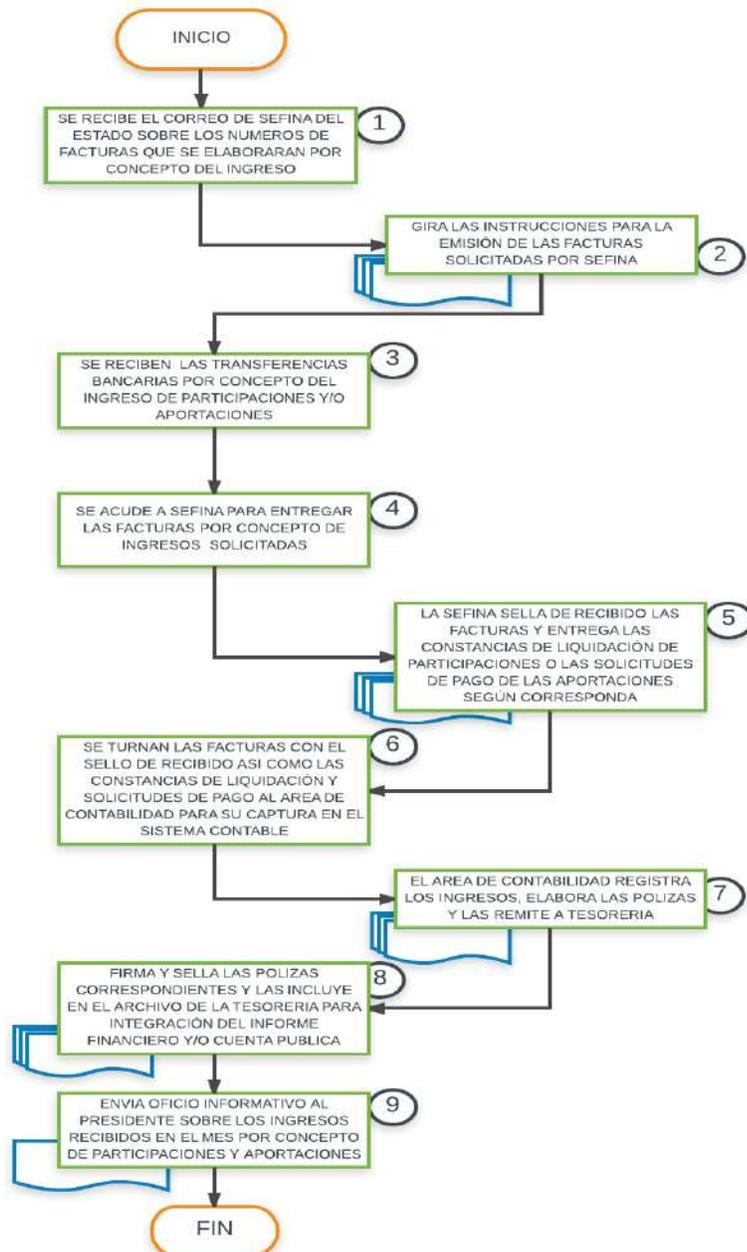 INICIO
1
SE RECIBE EL CORREO DE SEFINA DEL
ESTADO SOBRE LOS NUMEROS DE
FACTURAS QUE SE ELABORARAN POR
CONCEPTO DEL INGRESO
GIRA LAS INSTRUCCIONES PARA LA
EMISIÓN DE LAS FACTURAS
SOLICITADAS POR SEFINA
2
3
SE RECIBEN LAS TRANSFERENCIAS
BANCARIAS POR CONCEPTO DEL
INGRESO DE PARTICIPACIONES Y/O
APORTACIONES
4
SE ACUDE A SEFINA PARA ENTREGAR
LAS FACTURAS POR CONCEPTO DE
INGRESOS SOLICITADAS
5
LA SEFINA SELLA DE RECIBIDO LAS
FACTURAS Y ENTREGA LAS
CONSTANCIAS DE LIQUIDACIÓN DE
PARTICIPACIONES O LAS SOLICITUDES
DE PAGO DE LAS APORTACIONES
SEGÚN CORRESPONDA
6
SE TURNAN LAS FACTURAS CON EL
SELLO DE RECIBIDO ASI COMO LAS
CONSTANCIAS DE LIQUIDACIÓN Y
SOLICITUDES DE PAGO AL AREA DE
CONTABILIDAD PARA SU CAPTURA EN EL
SISTEMA CONTABLE
7
EL AREA DE CONTABILIDAD REGISTRA
LOS INGRESOS, ELABORA LAS POLIZAS
Y LAS REMITE A TESORERIA
8
FIRMA Y SELLA LAS POLIZAS
CORRESPONDIENTES Y LAS INCLUYE
EN EL ARCHIVO DE LA TESORERIA PARA
INTEGRACIÓN DEL INFORME
FINANCIERO Y/O CUENTA PUBLICA
9
ENVIA OFICIO INFORMATIVO AL
PRESIDENTE SOBRE LOS INGRESOS
RECIBIDOS EN EL MES POR CONCEPTO
DE PARTICIPACIONES Y APORTACIONES
FIN